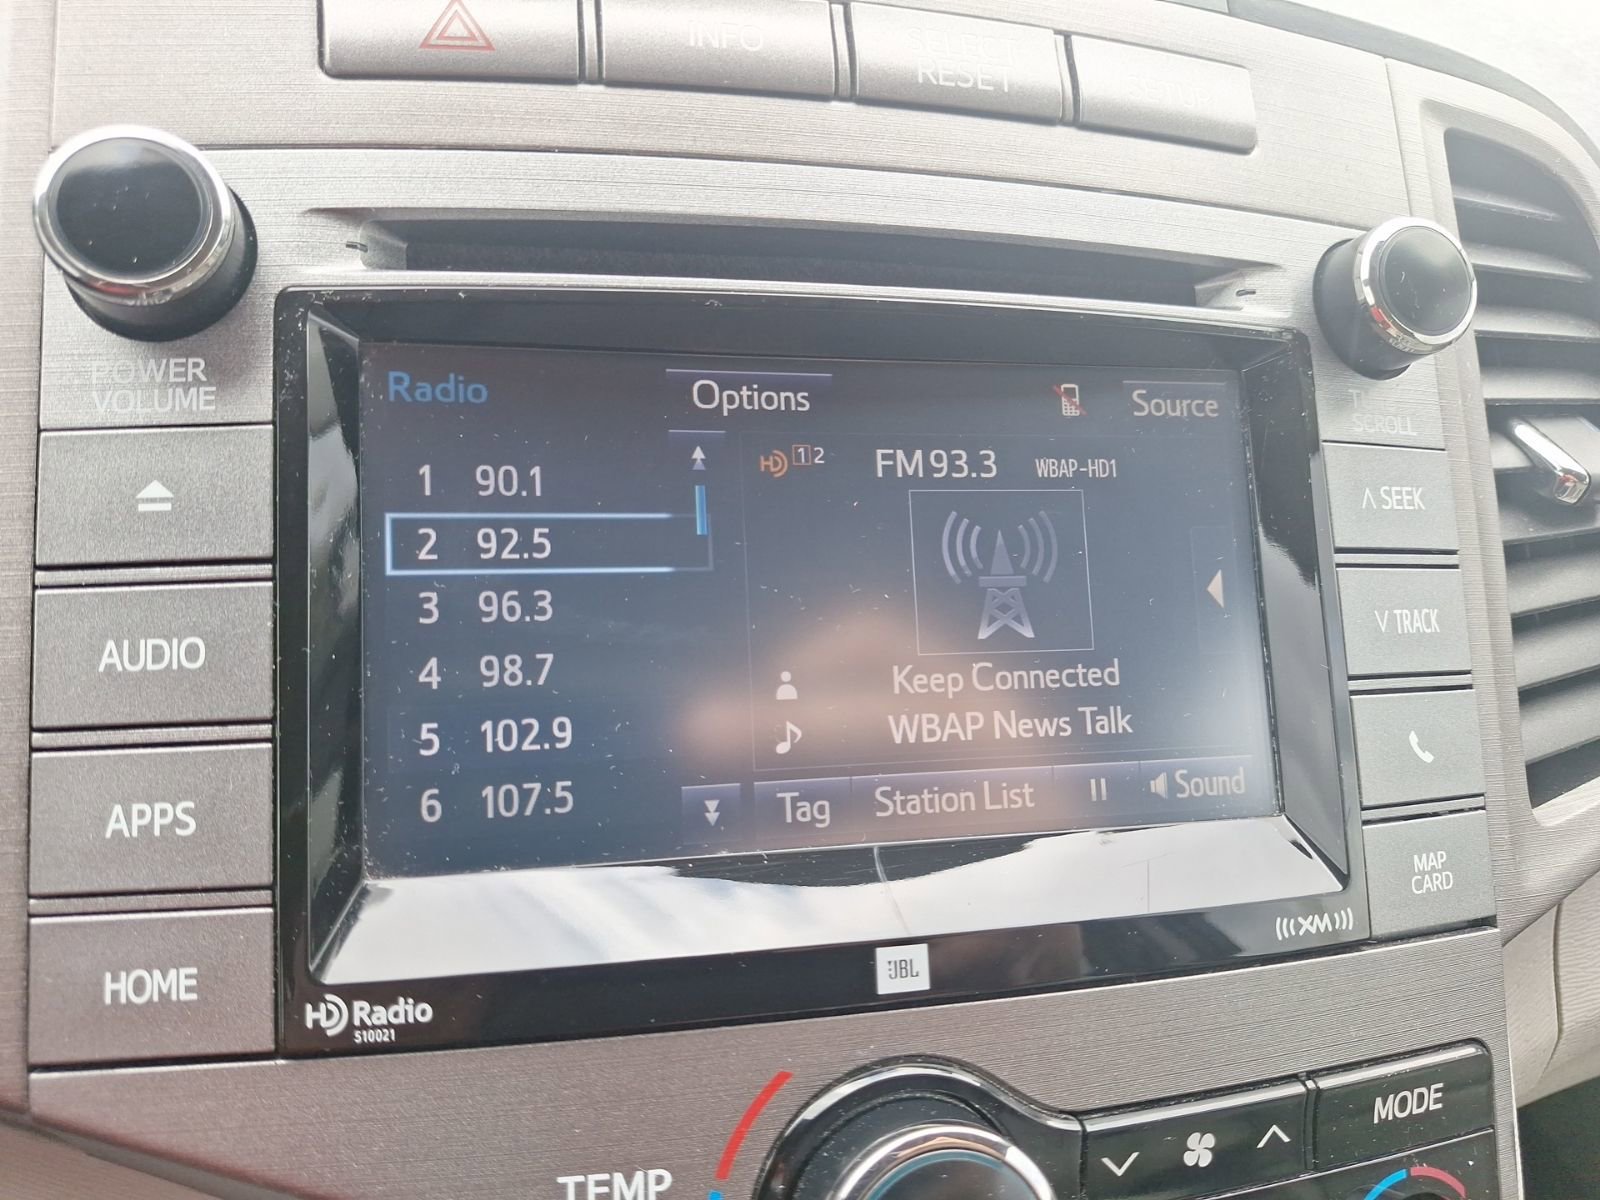 INFO
SELECT
RESET
SETUP
POWER
VOLUME
SCROLL
Radio
Options
Source
1 90.1
2 92.5
3 96.3
4 98.7
5 102.9
6 107.5
HD 1 2
FM 93.3 WBAP-HD1
Keep Connected
WBAP News Talk
Tag
Station List
Sound
AUDIO
APPS
HOME
∧ SEEK
∨ TRACK
MAP
CARD
HD Radio
510021
JBL
(((XM)))
TEMP
MODE